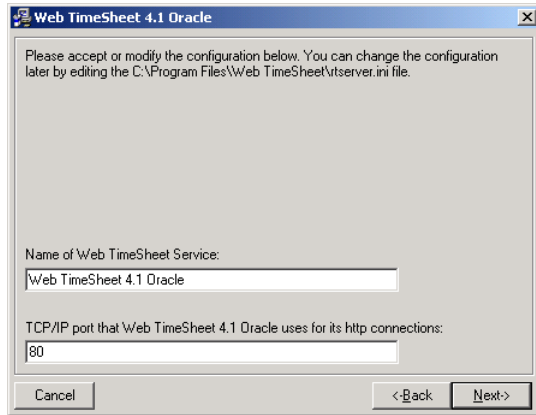 Web TimeSheet 4.1 Oracle
Please accept or modify the configuration below. You can change the configuration
later by editing the C:\Program Files\Web TimeSheet\rtserver.ini file.
Name of Web TimeSheet Service:
Web TimeSheet 4.1 Oracle
TCP/IP port that Web TimeSheet 4.1 Oracle uses for its http connections:
80
Cancel
<-Back
Next->